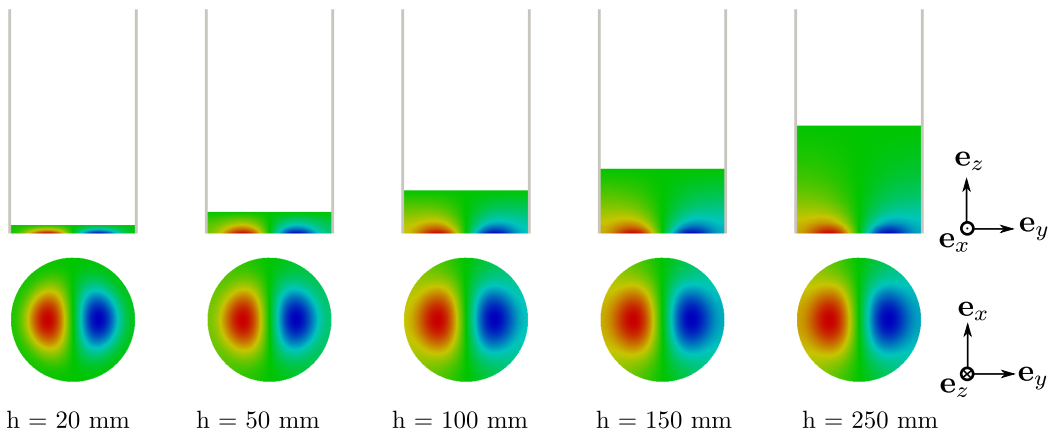 e_z
e_y
e_x
e_x
e_y
e_z
h = 20 mm
h = 50 mm
h = 100 mm
h = 150 mm
h = 250 mm